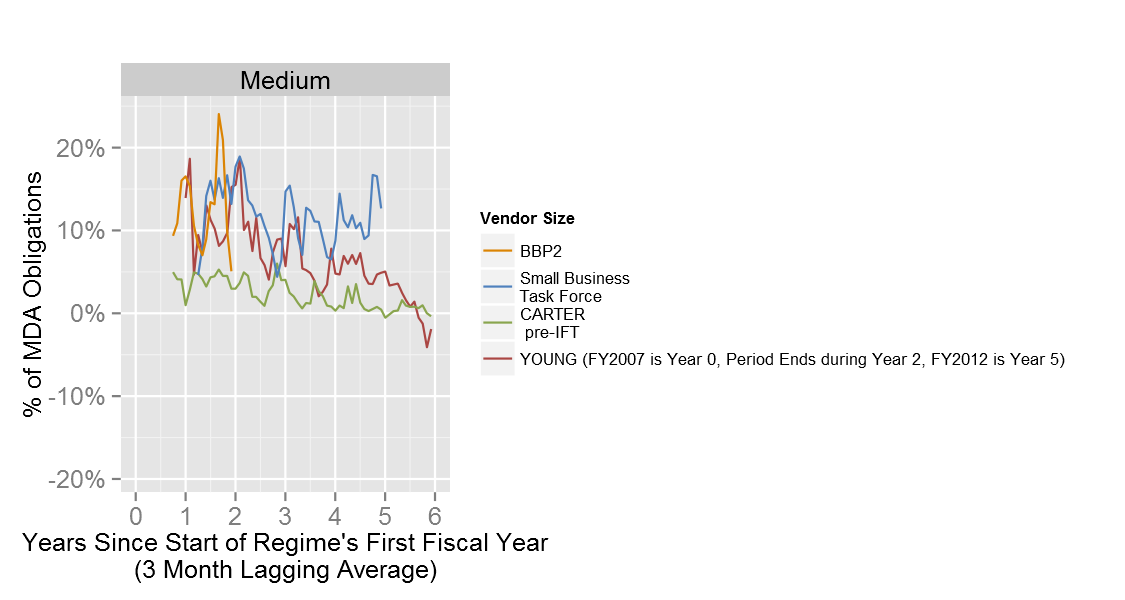 Medium
20%
10%
0%
-10%
-20%
% of MDA Obligations
0 1 2 3 4 5 6
Years Since Start of Regime's First Fiscal Year
(3 Month Lagging Average)
Vendor Size
BBP2
Small Business
Task Force
CARTER
pre-IFT
YOUNG (FY2007 is Year 0, Period Ends during Year 2, FY2012 is Year 5)